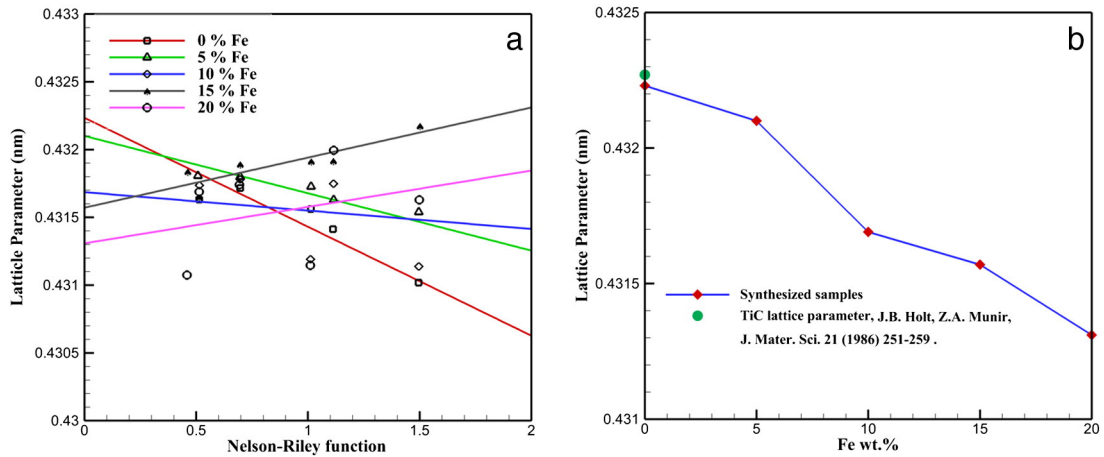 a
0 % Fe
5 % Fe
10 % Fe
15 % Fe
20 % Fe
0.433
0.4325
0.432
0.4315
0.431
0.4305
0.43
Latticle Parameter (nm)
0
0.5
1
1.5
2
Nelson-Riley function
b
0.4325
0.432
0.4315
0.431
Lattice Parameter (nm)
Synthesized samples
TiC lattice parameter, J.B. Holt, Z.A. Munir,
J. Mater. Sci. 21 (1986) 251-259 .
0
5
10
15
20
Fe wt.%